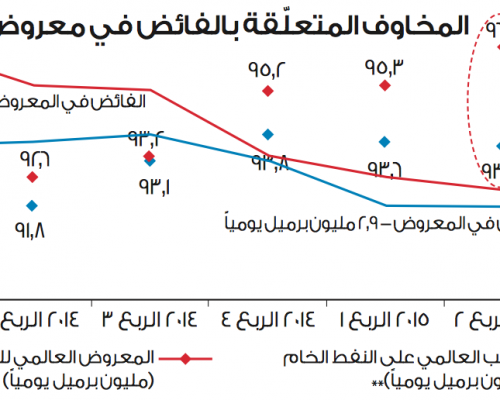 المخاوف المتعلّقة بالفائض في معروض
الفائض في المعروض
٩٥,٢
٩٥,٣
٩٣,٢
٩٢,٦
٩٣,١
٩٣,٨
٩٣,٦
٩١,٨
في المعروض – ٢,٩ مليون برميل يومياً
الربع ٢
٢٠١٥ الربع ١
٢٠١٤ الربع ٤
٢٠١٤ الربع ٣
٢٠١٤ الربع
العالمي على النفط الخام
برميل يومياً)**
المعروض العالمي
(مليون برميل يومياً)